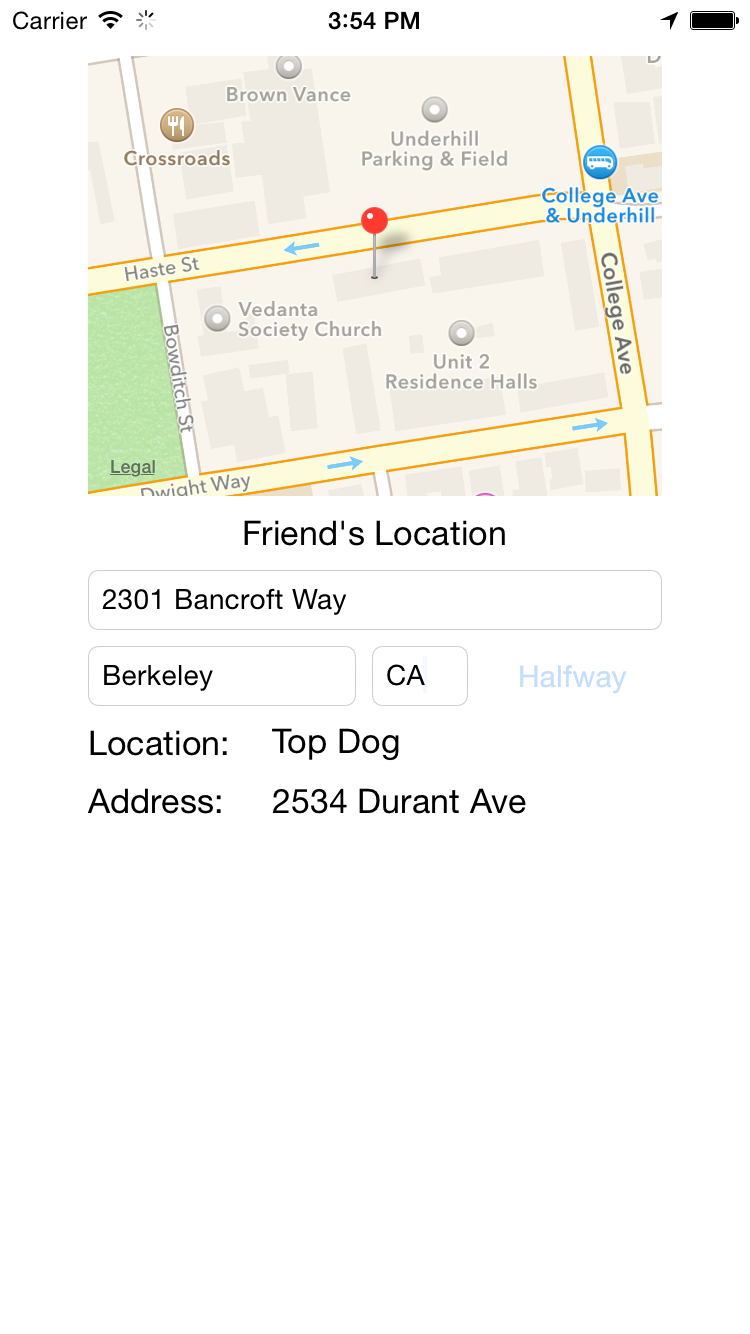 Carrier 3:54 PM
Brown Vance
Crossroads
Underhill
Parking & Field
College Ave
& Underhill
Haste St
College Ave
Vedanta
Society Church
Bowditch St
Unit 2
Residence Halls
Legal
Dwight Way
Friend's Location
2301 Bancroft Way
Berkeley CA Halfway
Location: Top Dog
Address: 2534 Durant Ave